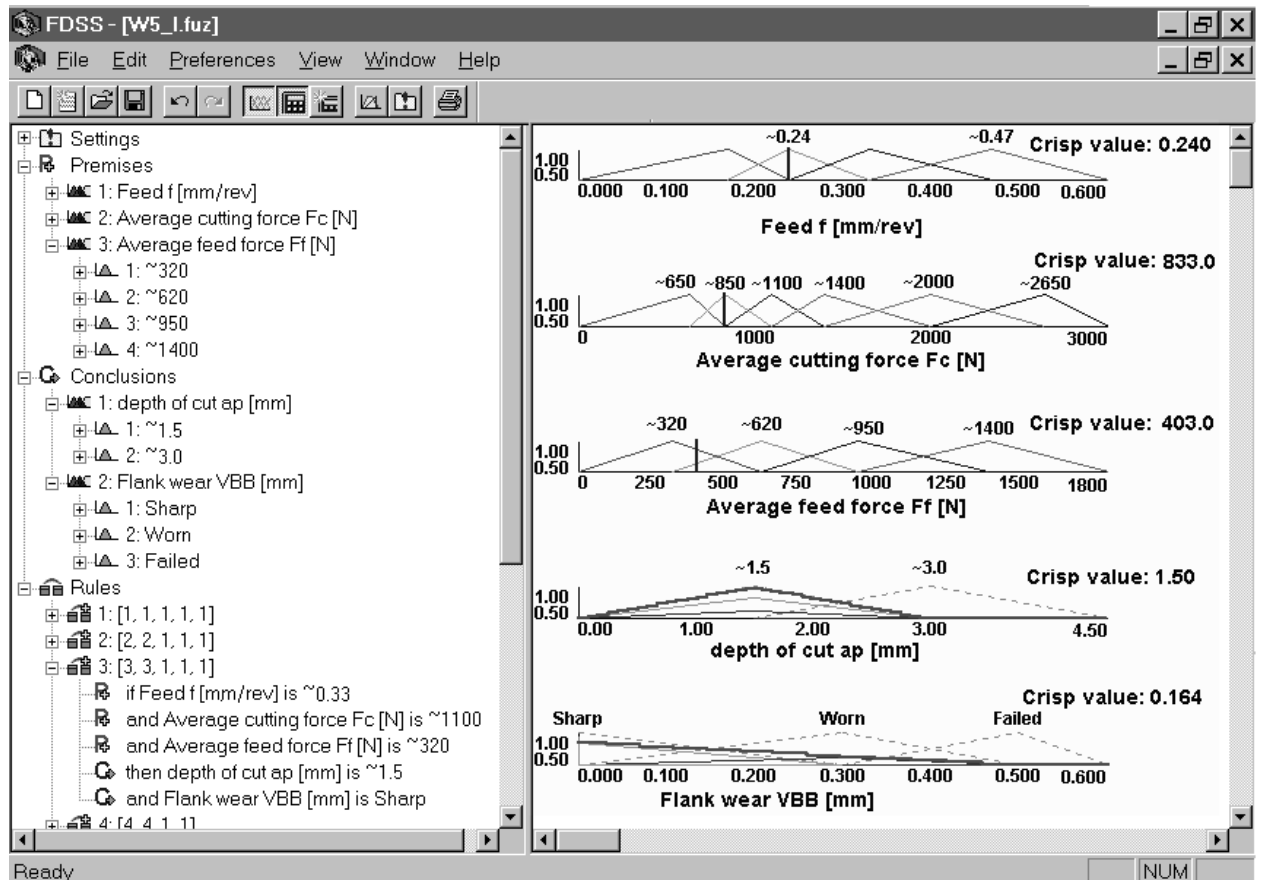 FDSS - [W5_I.fuz]
File Edit Preferences View Window Help
Settings
Premises
1: Feed f [mm/rev]
2: Average cutting force Fc [N]
3: Average feed force Ff [N]
1: ~320
2: ~620
3: ~950
4: ~1400
Conclusions
1: depth of cut ap [mm]
1: ~1.5
2: ~3.0
2: Flank wear VBB [mm]
1: Sharp
2: Worn
3: Failed
Rules
1: [1, 1, 1, 1, 1]
2: [2, 2, 1, 1, 1]
3: [3, 3, 1, 1, 1]
if Feed f [mm/rev] is ~0.33
and Average cutting force Fc [N] is ~1100
and Average feed force Ff [N] is ~320
then depth of cut ap [mm] is ~1.5
and Flank wear VBB [mm] is Sharp
4: [4, 4, 1, 1]
~0.24 ~0.47 Crisp value: 0.240
1.00
0.50
0.000 0.100 0.200 0.300 0.400 0.500 0.600
Feed f [mm/rev]
Crisp value: 833.0
~650 ~850 ~1100 ~1400 ~2000 ~2650
1.00
0.50
0 1000 2000 3000
Average cutting force Fc [N]
~320 ~620 ~950 ~1400 Crisp value: 403.0
1.00
0.50
0 250 500 750 1000 1250 1500 1800
Average feed force Ff [N]
~1.5 ~3.0 Crisp value: 1.50
1.00
0.50
0.00 1.00 2.00 3.00 4.50
depth of cut ap [mm]
Crisp value: 0.164
Sharp Worn Failed
1.00
0.50
0.000 0.100 0.200 0.300 0.400 0.500 0.600
Flank wear VBB [mm]
Ready NUM